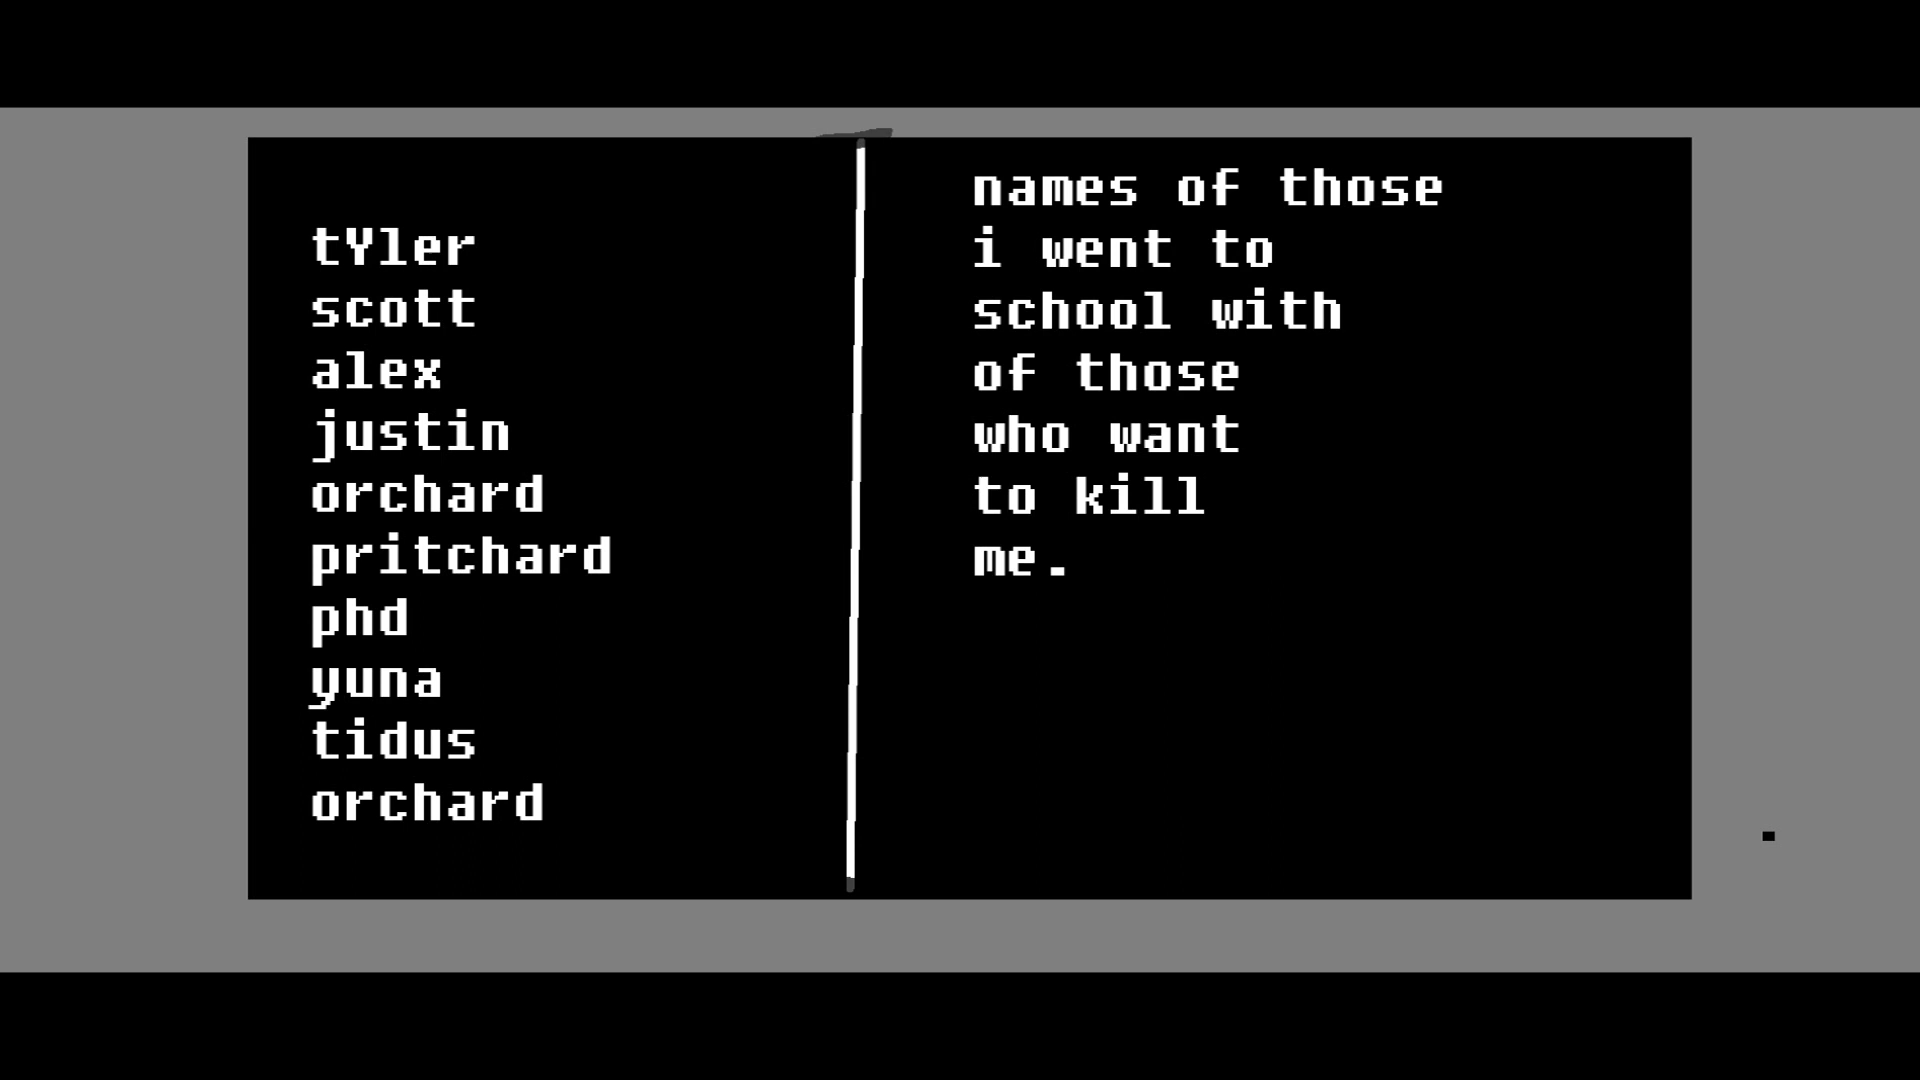 tYler
scott
alex
justin
orchard
pritchard
phd
yuna
tidus
orchard
names of those
i went to
school with
of those
who want
to kill
me.